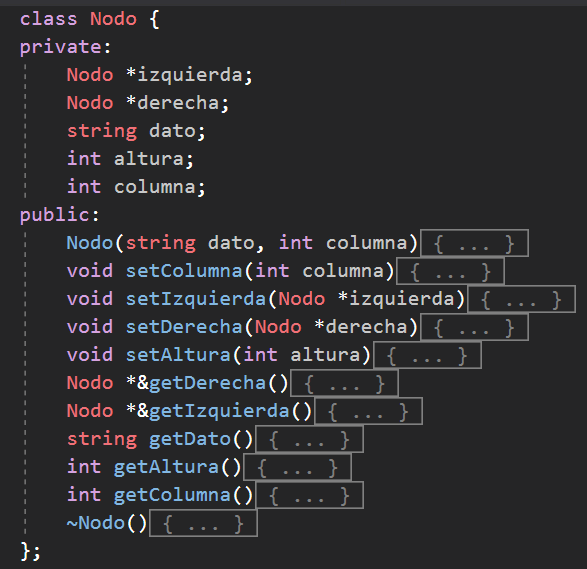 class Nodo {
private:
    Nodo *izquierda;
    Nodo *derecha;
    string dato;
    int altura;
    int columna;
public:
    Nodo(string dato, int columna){ ... }
    void setColumna(int columna){ ... }
    void setIzquierda(Nodo *izquierda){ ... }
    void setDerecha(Nodo *derecha){ ... }
    void setAltura(int altura){ ... }
    Nodo *&getDerecha(){ ... }
    Nodo *&getIzquierda(){ ... }
    string getDato(){ ... }
    int getAltura(){ ... }
    int getColumna(){ ... }
    ~Nodo(){ ... }
};